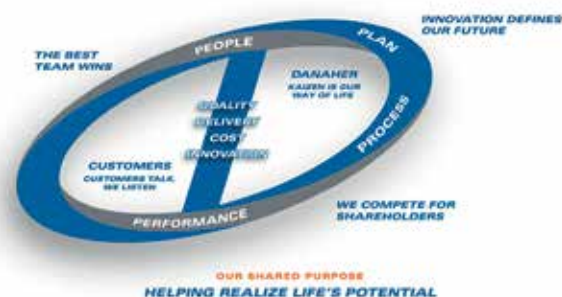 INNOVATION DEFINES
OUR FUTURE
PLAN
PEOPLE
THE BEST
TEAM WINS
DANAHER
KAIZEN IS OUR
WAY OF LIFE
QUALITY
DELIVERY
COST
INNOVATION
PROCESS
CUSTOMERS
CUSTOMERS TALK,
WE LISTEN
WE COMPETE FOR
SHAREHOLDERS
PERFORMANCE
OUR SHARED PURPOSE
HELPING REALIZE LIFE'S POTENTIAL